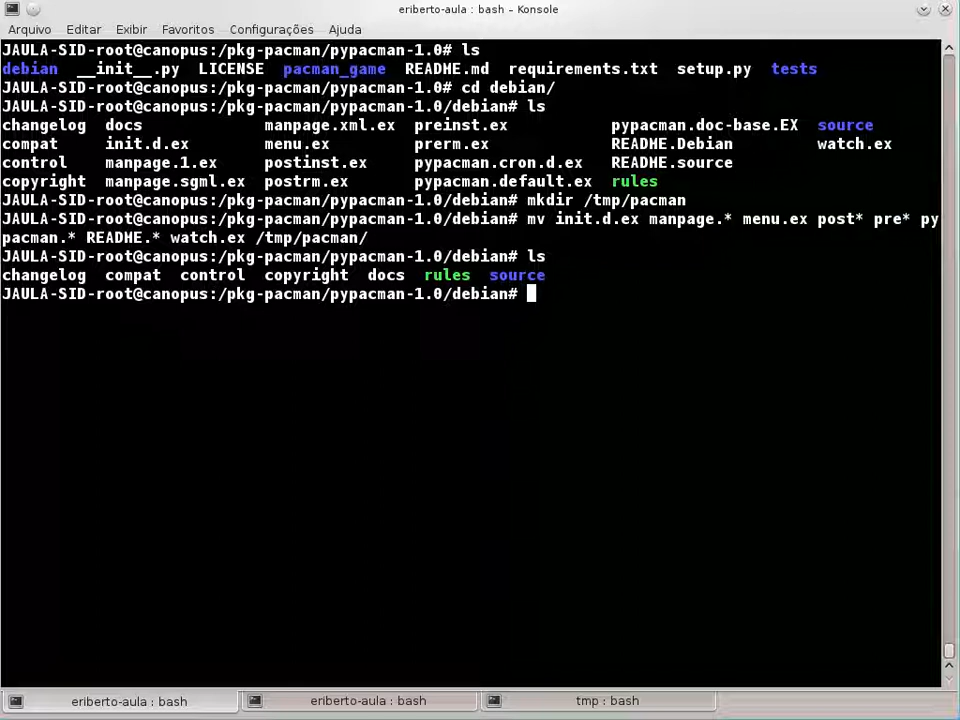 eriberto-aula : bash – Konsole
Arquivo Editar Exibir Favoritos Configurações Ajuda
JAULA-SID-root@canopus:/pkg-pacman/pypacman-1.0# ls
debian __init__.py LICENSE pacman_game README.md requirements.txt setup.py tests
JAULA-SID-root@canopus:/pkg-pacman/pypacman-1.0# cd debian/
JAULA-SID-root@canopus:/pkg-pacman/pypacman-1.0/debian# ls
changelog docs manpage.xml.ex preinst.ex pypacman.doc-base.EX source
compat init.d.ex menu.ex prerm.ex README.Debian watch.ex
control manpage.1.ex postinst.ex pypacman.cron.d.ex README.source
copyright manpage.sgml.ex postrm.ex pypacman.default.ex rules
JAULA-SID-root@canopus:/pkg-pacman/pypacman-1.0/debian# mkdir /tmp/pacman
JAULA-SID-root@canopus:/pkg-pacman/pypacman-1.0/debian# mv init.d.ex manpage.* menu.ex post* pre* py
pacman.* README.* watch.ex /tmp/pacman/
JAULA-SID-root@canopus:/pkg-pacman/pypacman-1.0/debian# ls
changelog compat control copyright docs rules source
JAULA-SID-root@canopus:/pkg-pacman/pypacman-1.0/debian#
eriberto-aula : bash eriberto-aula : bash tmp : bash